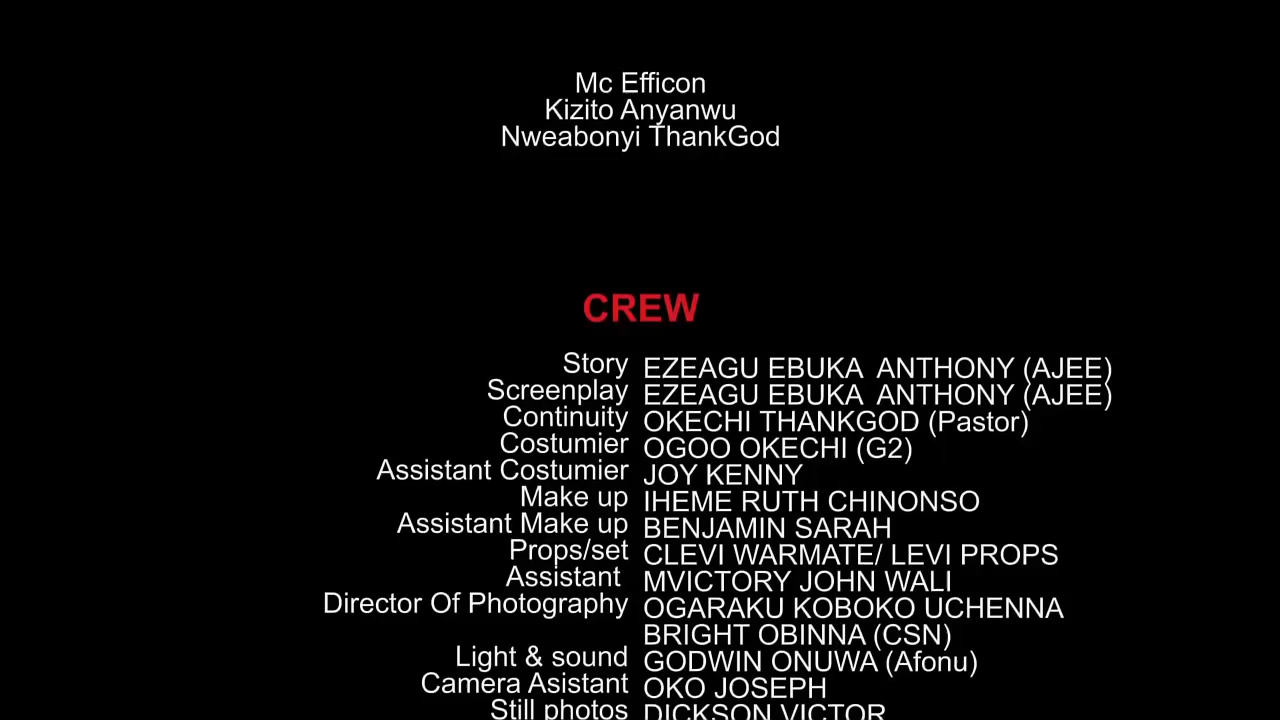 Mc Efficon
Kizito Anyanwu
Nweabonyi ThankGod
CREW
Story EZEAGU EBUKA  ANTHONY (AJEE)
Screenplay EZEAGU EBUKA  ANTHONY (AJEE)
Continuity OKECHI THANKGOD (Pastor)
Costumier OGOO OKECHI (G2)
Assistant Costumier JOY KENNY
Make up IHEME RUTH CHINONSO
Assistant Make up BENJAMIN SARAH
Props/set CLEVI WARMATE/ LEVI PROPS
Assistant MVICTORY JOHN WALI
Director Of Photography OGARAKU KOBOKO UCHENNA
BRIGHT OBINNA (CSN)
Light & sound GODWIN ONUWA (Afonu)
Camera Asistant OKO JOSEPH
Still photos DICKSON VICTOR